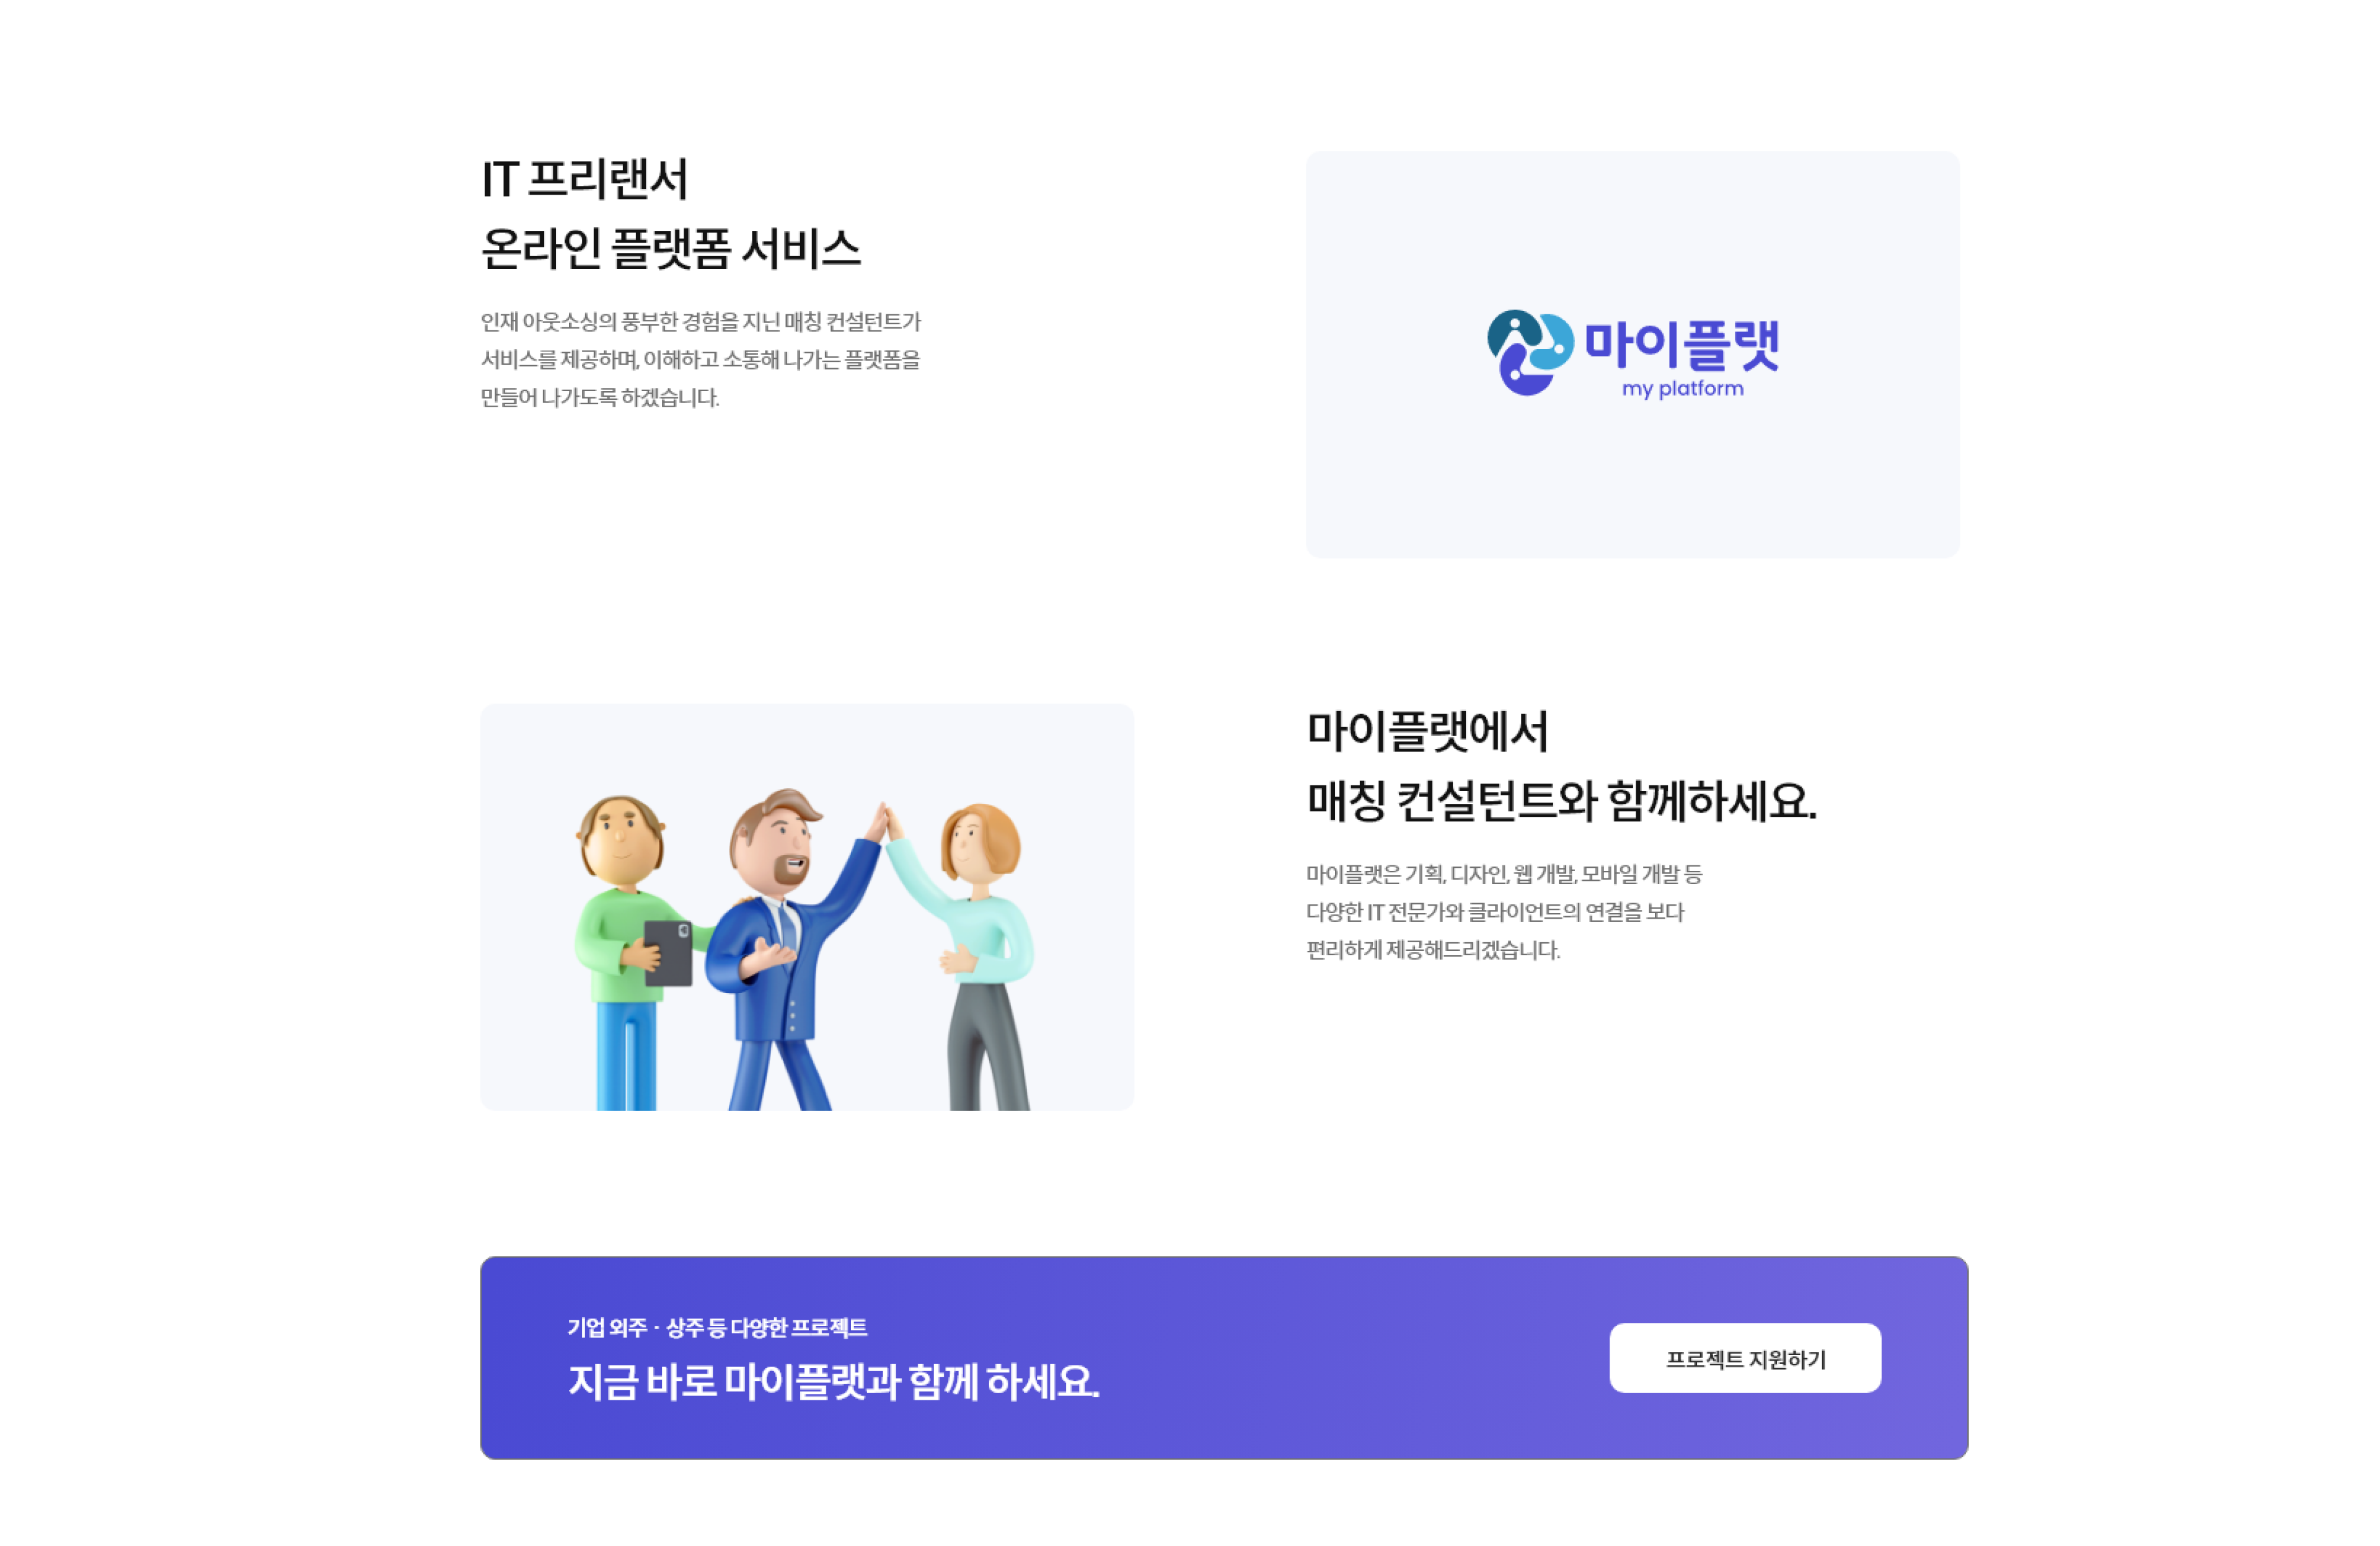 IT 프리랜서
온라인 플랫폼 서비스
인재 아웃소싱의 풍부한 경험을 지닌 매칭 컨설턴트가
서비스를 제공하며, 이해하고 소통해 나가는 플랫폼을
만들어 나가도록 하겠습니다.
마이플랫
my platform
마이플랫에서
매칭 컨설턴트와 함께하세요.
마이플랫은 기획, 디자인, 웹 개발, 모바일 개발 등
다양한 IT 전문가와 클라이언트의 연결을 보다
편리하게 제공해드리겠습니다.
기업 외주 · 상주 등 다양한 프로젝트
지금 바로 마이플랫과 함께 하세요.
프로젝트 지원하기